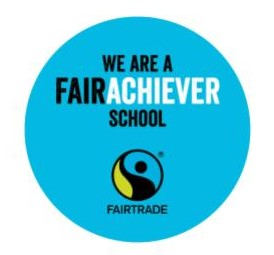 WE ARE A
FAIRACHIEVER
SCHOOL
®
FAIRTRADE